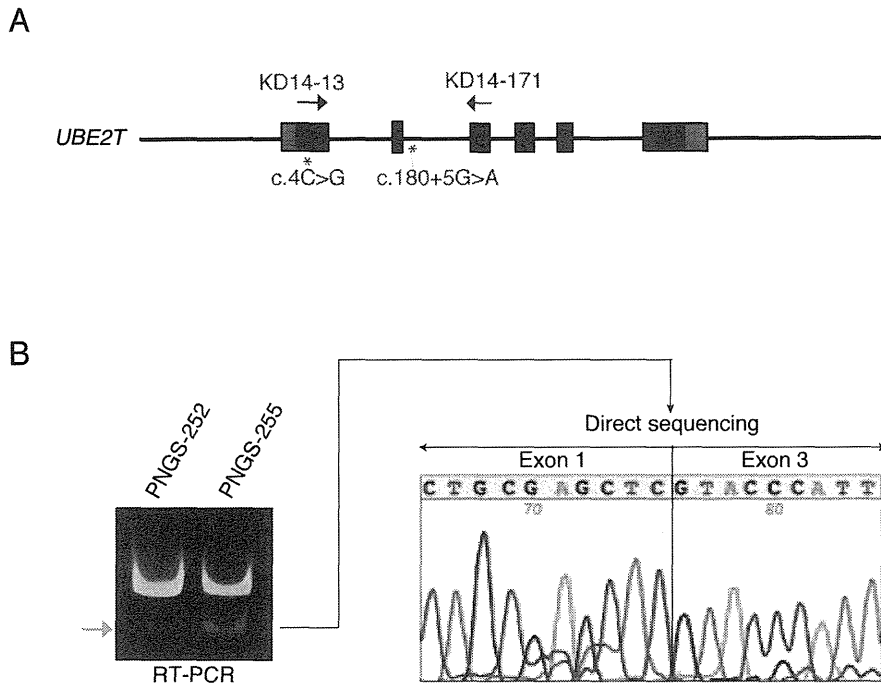 A
KD14-13
KD14-171
UBE2T
*
*
c.4C>G
c.180+5G>A
B
PNGS-252
PNGS-255
Direct sequencing
Exon 1
Exon 3
C T G C G A G C T C G T A C C C A T T
70
80
RT-PCR